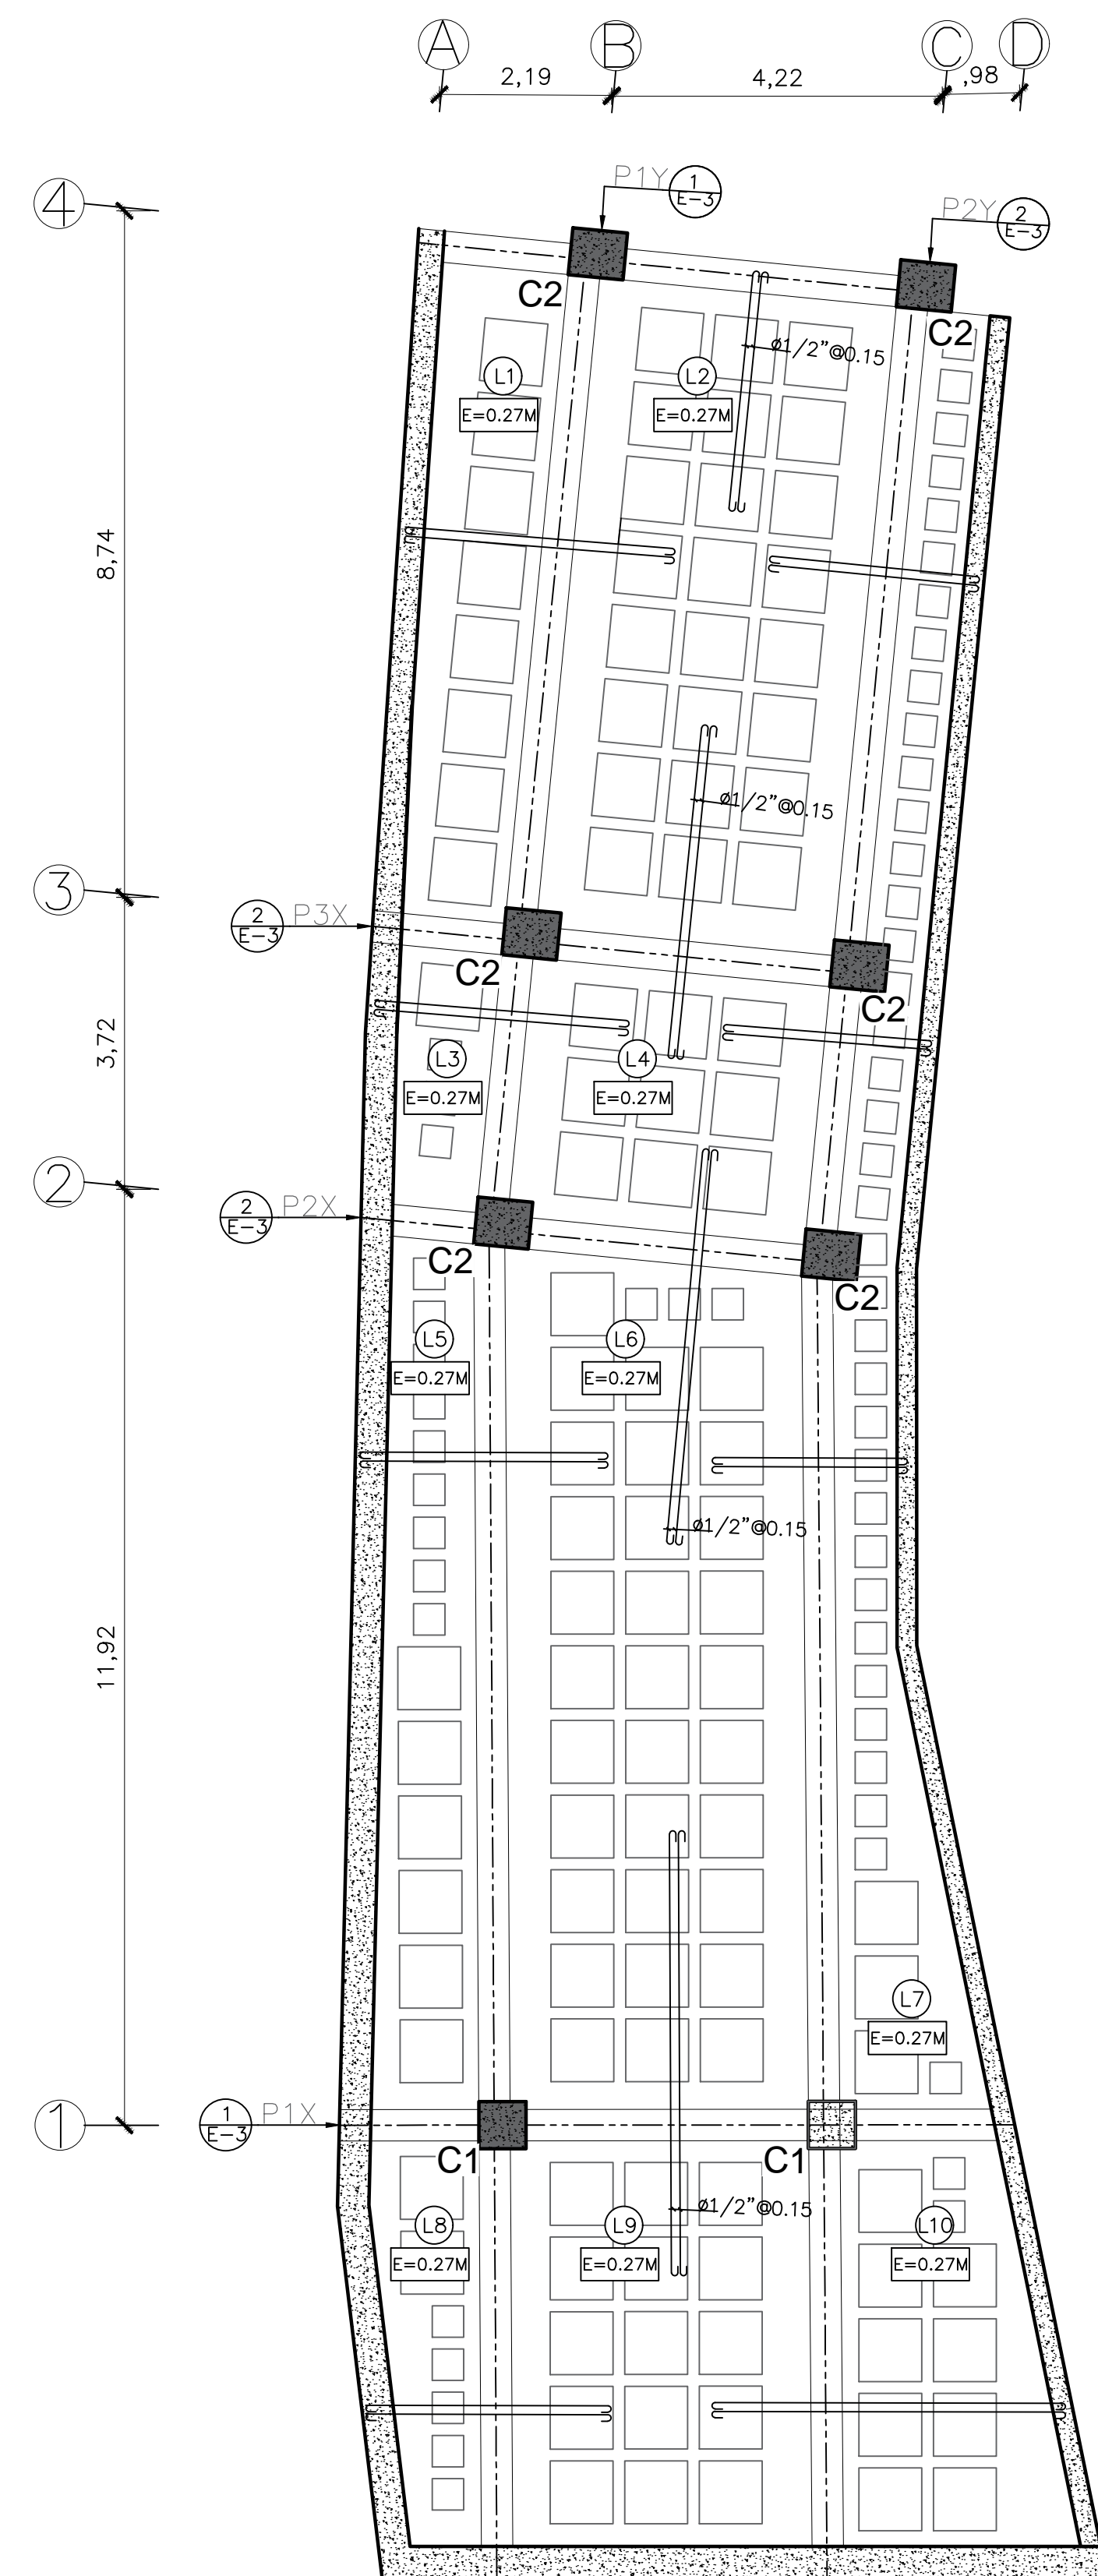 A
B
C
D
2,19
4,22
,98
4
P1Y
1
E-3
P2Y
2
E-3
C2
C2
L1
E=0.27M
L2
E=0.27M
ø1/2"@0.15
8,74
ø1/2"@0.15
3
2
E-3
P3X
C2
C2
3,72
L3
E=0.27M
L4
E=0.27M
2
2
E-3
P2X
C2
C2
L5
E=0.27M
L6
E=0.27M
ø1/2"@0.15
11,92
L7
E=0.27M
1
1
E-3
P1X
C1
C1
ø1/2"@0.15
L8
E=0.27M
L9
E=0.27M
L10
E=0.27M